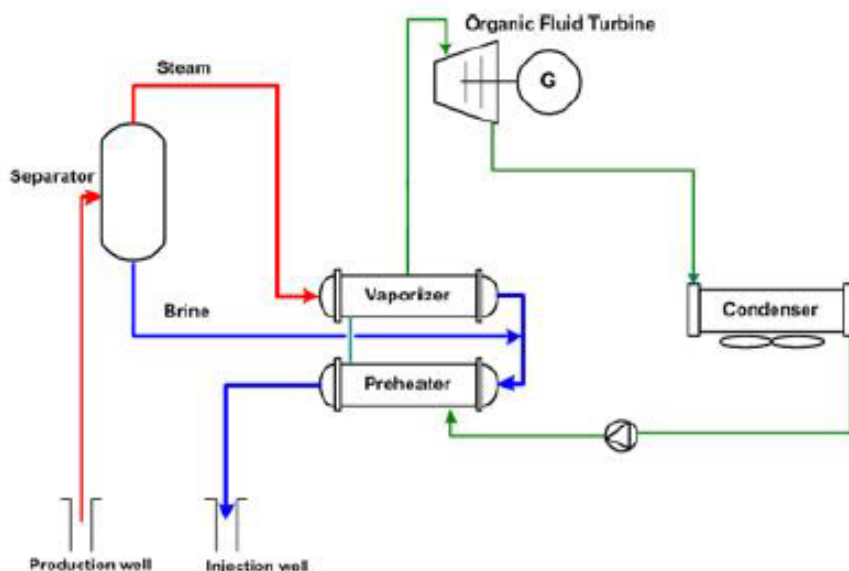 Organic Fluid Turbine
Steam
G
Separator
Vaporizer
Brine
Condenser
Preheater
Production well
Injection well